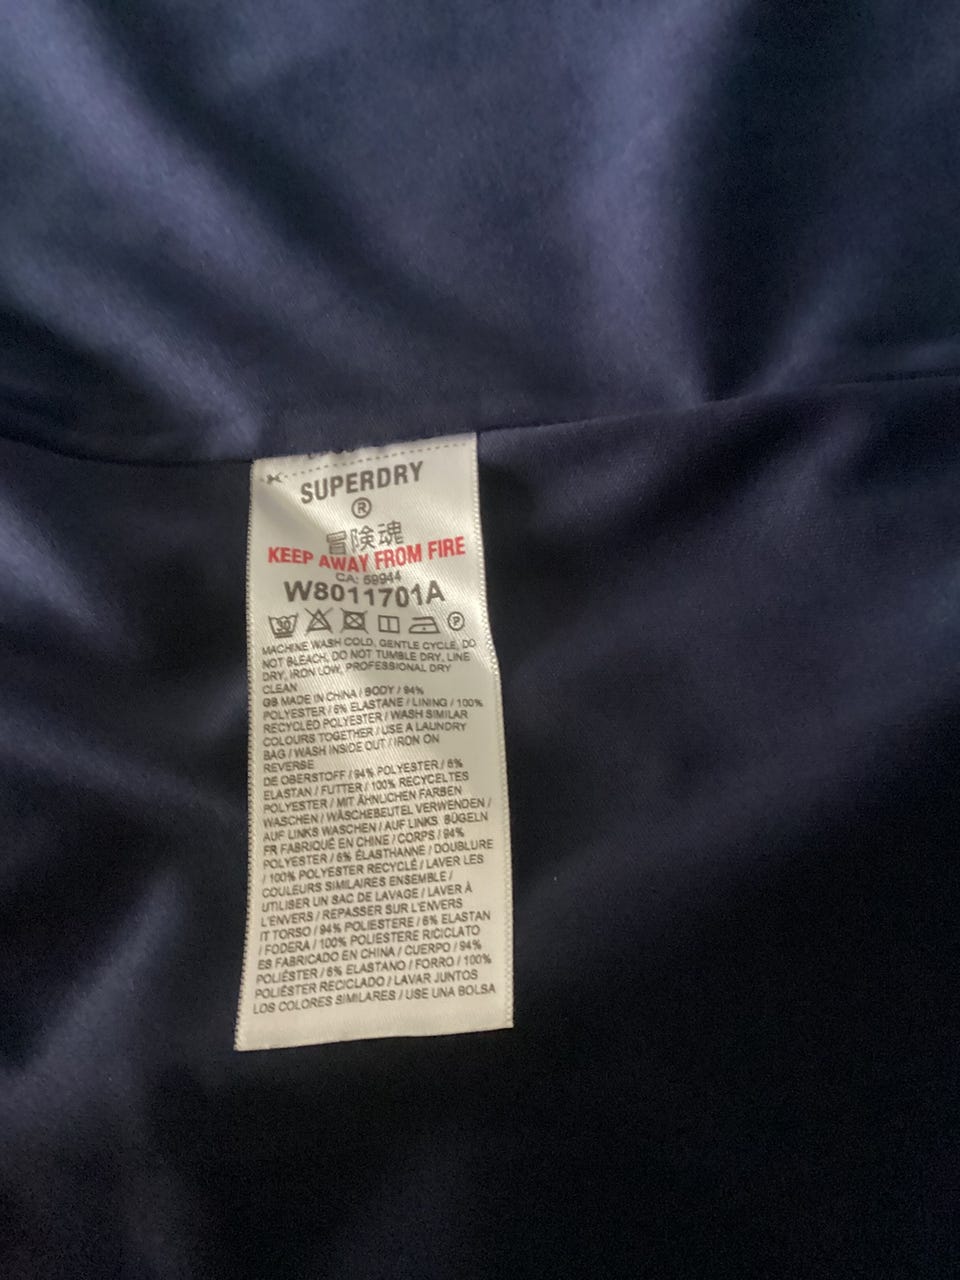 SUPERDRY
®
冒険魂
KEEP AWAY FROM FIRE
CA: 59944
W8011701A
30 P
MACHINE WASH COLD, GENTLE CYCLE, DO
NOT BLEACH, DO NOT TUMBLE DRY, LINE
DRY, IRON LOW, PROFESSIONAL DRY
CLEAN
GB MADE IN CHINA / BODY / 94%
POLYESTER / 6% ELASTANE / LINING / 100%
RECYCLED POLYESTER / WASH SIMILAR
COLOURS TOGETHER / USE A LAUNDRY
BAG / WASH INSIDE OUT / IRON ON
REVERSE
DE OBERSTOFF / 94% POLYESTER / 6%
ELASTAN / FUTTER / 100% RECYCELTES
POLYESTER / MIT ÄHNLICHEN FARBEN
WASCHEN / WÄSCHEBEUTEL VERWENDEN /
AUF LINKS WASCHEN / AUF LINKS BÜGELN
FR FABRIQUÉ EN CHINE / CORPS / 94%
POLYESTER / 6% ÉLASTHANNE / DOUBLURE
/ 100% POLYESTER RECYCLÉ / LAVER LES
COULEURS SIMILAIRES ENSEMBLE /
UTILISER UN SAC DE LAVAGE / LAVER À
L'ENVERS / REPASSER SUR L'ENVERS
IT TORSO / 94% POLIESTERE / 6% ELASTAN
/ FODERA / 100% POLIESTERE RICICLATO
ES FABRICADO EN CHINA / CUERPO / 94%
POLIÉSTER / 6% ELASTANO / FORRO / 100%
POLIÉSTER RECICLADO / LAVAR JUNTOS
LOS COLORES SIMILARES / USE UNA BOLSA